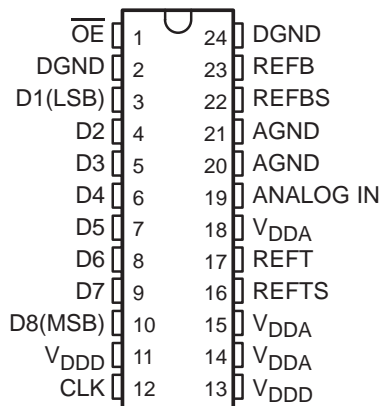 OE 1 24 DGND
DGND 2 23 REFB
D1(LSB) 3 22 REFBS
D2 4 21 AGND
D3 5 20 AGND
D4 6 19 ANALOG IN
D5 7 18 VDDA
D6 8 17 REFT
D7 9 16 REFTS
D8(MSB) 10 15 VDDA
VDDD 11 14 VDDA
CLK 12 13 VDDD